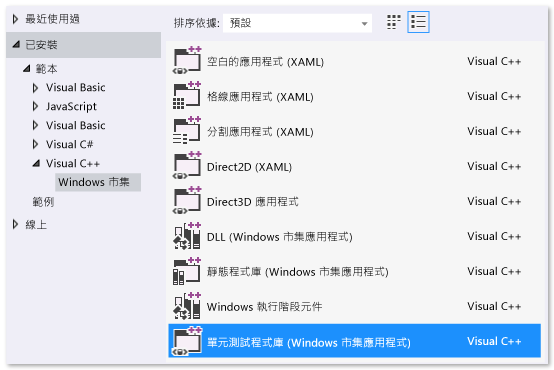 最近使用過
已安裝
範本
Visual Basic
JavaScript
Visual Basic
Visual C#
Visual C++
Windows 市集
範例
線上
排序依據: 預設
空白的應用程式 (XAML) Visual C++
格線應用程式 (XAML) Visual C++
分割應用程式 (XAML) Visual C++
Direct2D (XAML) Visual C++
Direct3D 應用程式 Visual C++
DLL (Windows 市集應用程式) Visual C++
靜態程式庫 (Windows 市集應用程式) Visual C++
Windows 執行階段元件 Visual C++
單元測試程式庫 (Windows 市集應用程式) Visual C++